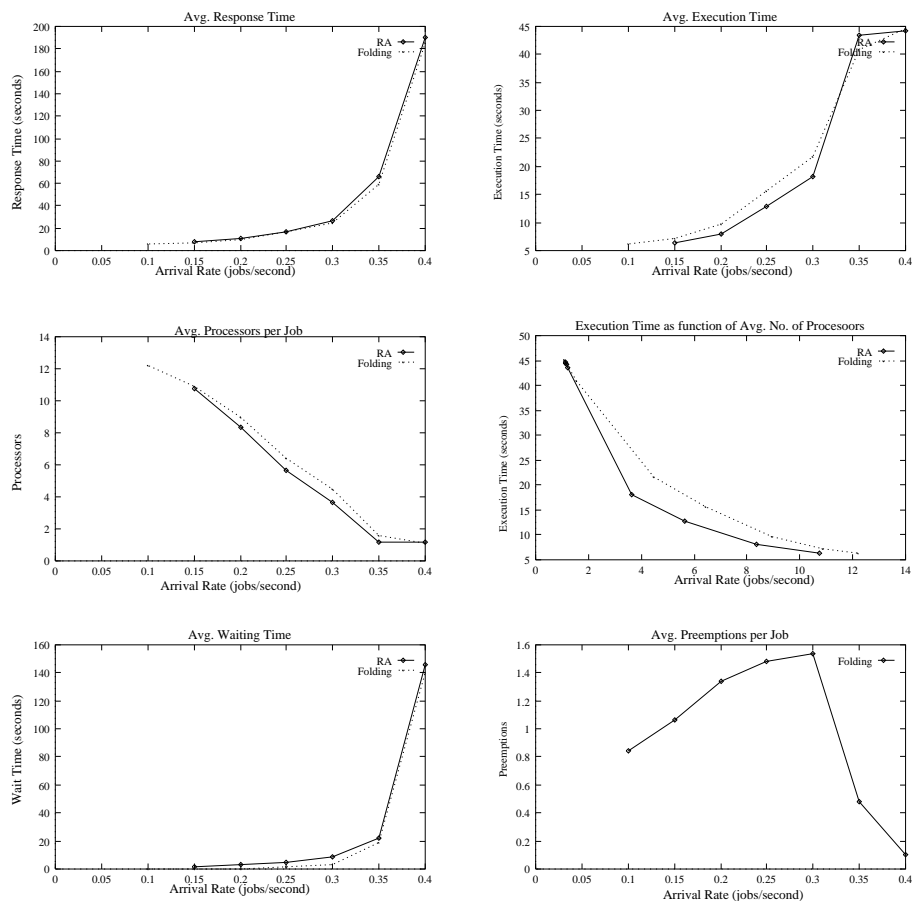 Avg. Response Time
200
180
160
140
120
100
80
60
40
20
0
Response Time (seconds)
RA
Folding
0 0.05 0.1 0.15 0.2 0.25 0.3 0.35 0.4
Arrival Rate (jobs/second)
Avg. Execution Time
45
40
35
30
25
20
15
10
5
Execution Time (seconds)
RA
Folding
0 0.05 0.1 0.15 0.2 0.25 0.3 0.35 0.4
Arrival Rate (jobs/second)
Avg. Processors per Job
14
12
10
8
6
4
2
0
Processors
RA
Folding
0 0.05 0.1 0.15 0.2 0.25 0.3 0.35 0.4
Arrival Rate (jobs/second)
Execution Time as function of Avg. No. of Procesoors
50
45
40
35
30
25
20
15
10
5
Execution Time (seconds)
RA
Folding
0 2 4 6 8 10 12 14
Arrival Rate (jobs/second)
Avg. Waiting Time
160
140
120
100
80
60
40
20
0
Wait Time (seconds)
RA
Folding
0 0.05 0.1 0.15 0.2 0.25 0.3 0.35 0.4
Arrival Rate (jobs/second)
Avg. Preemptions per Job
1.6
1.4
1.2
1
0.8
0.6
0.4
0.2
0
Preemptions
Folding
0 0.05 0.1 0.15 0.2 0.25 0.3 0.35 0.4
Arrival Rate (jobs/second)